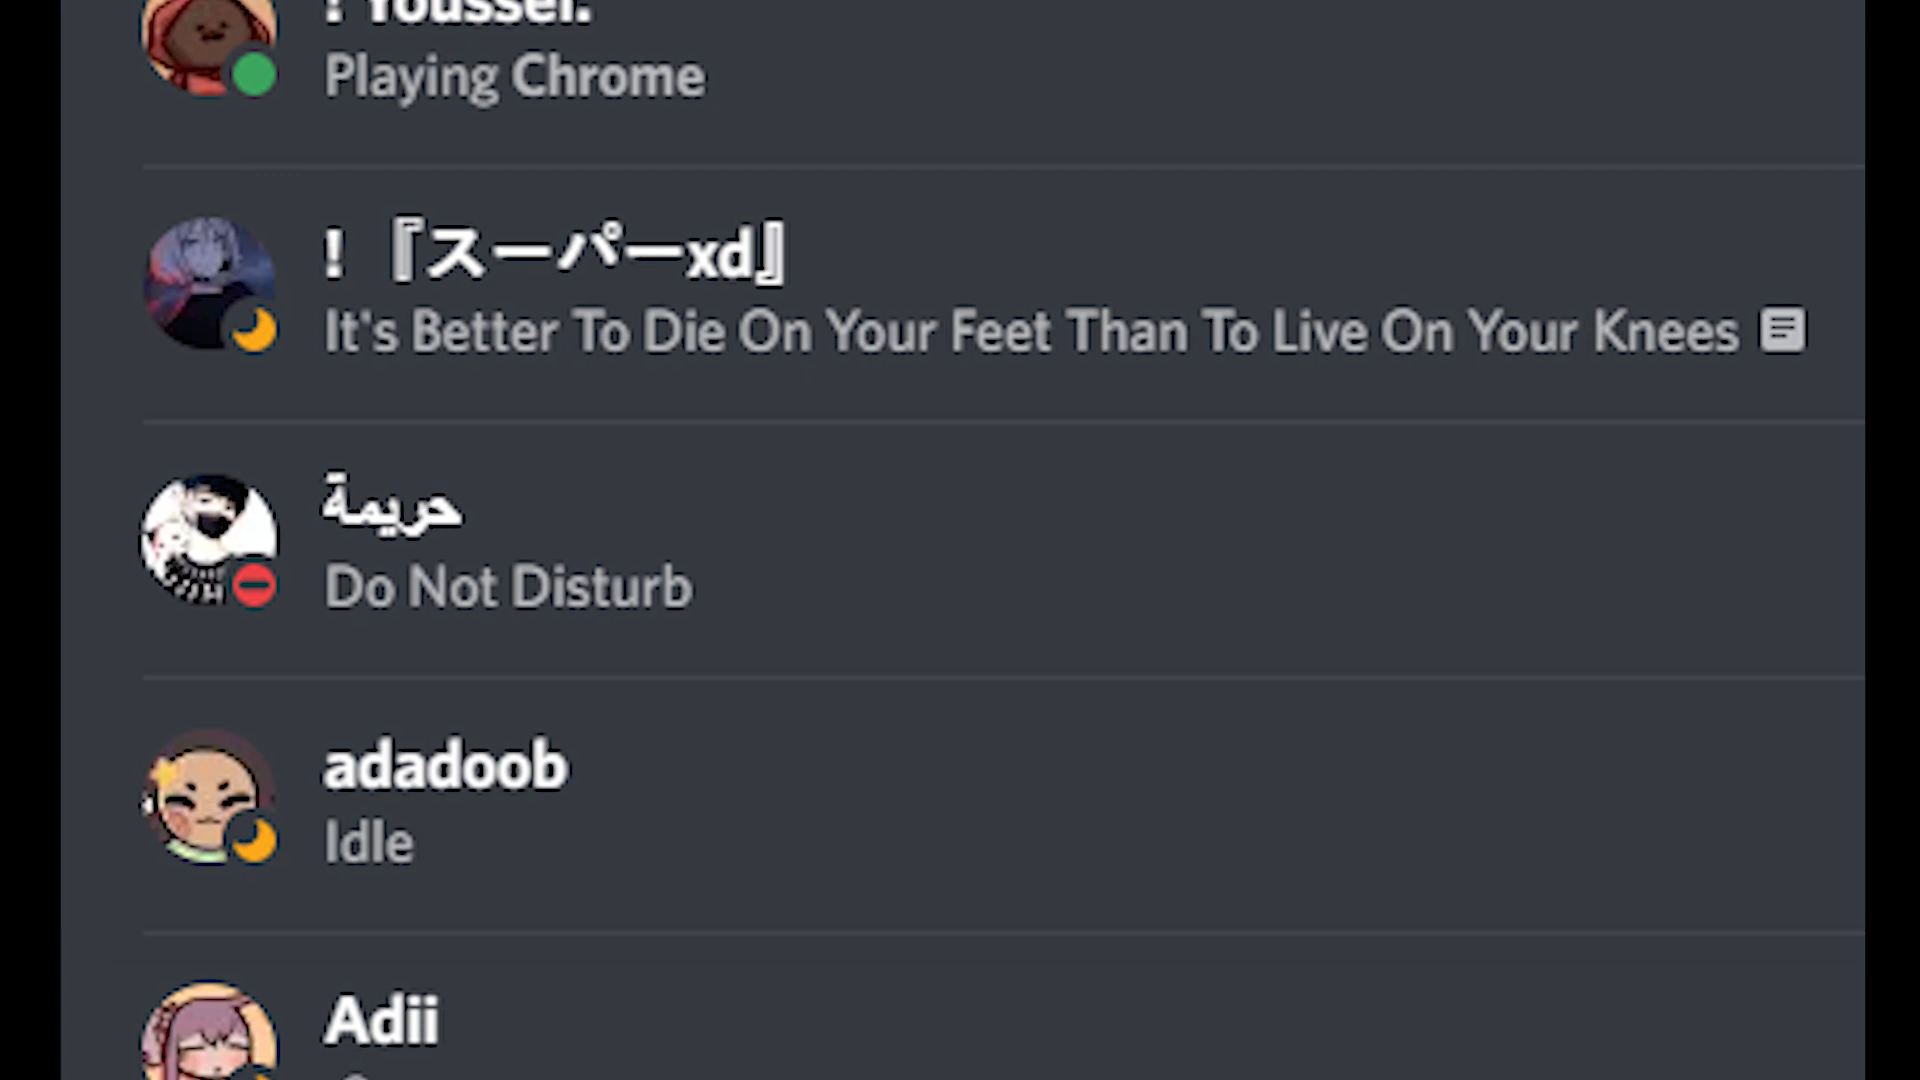 ! Youssef.
Playing Chrome
! 『スーパーxd』
It's Better To Die On Your Feet Than To Live On Your Knees
حريمة
Do Not Disturb
adadoob
Idle
Adii